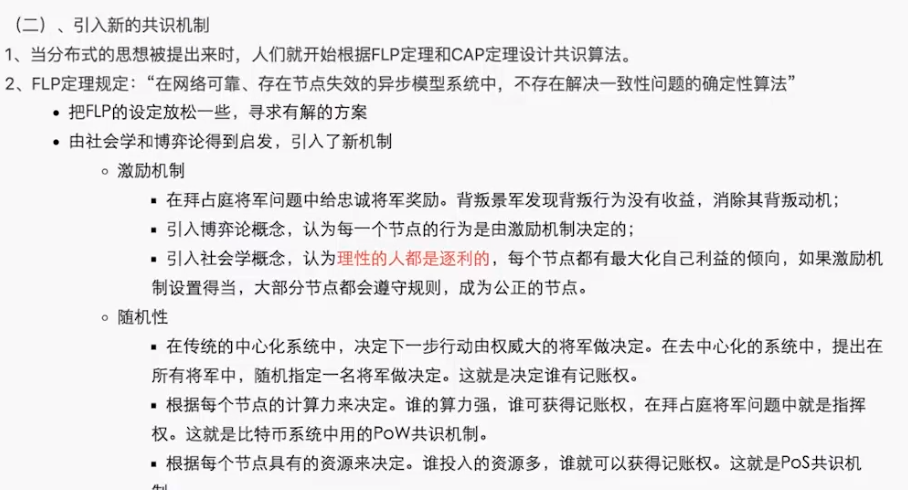 （二）、引入新的共识机制
1、当分布式的思想被提出来时，人们就开始根据FLP定理和CAP定理设计共识算法。
2、FLP定理规定：“在网络可靠、存在节点失效的异步模型系统中，不存在解决一致性问题的确定性算法”
• 把FLP的设定放松一些，寻求有解的方案
• 由社会学和博弈论得到启发，引入了新机制
○ 激励机制
▪ 在拜占庭将军问题中给忠诚将军奖励。背叛景军发现背叛行为没有收益，消除其背叛动机；
▪ 引入博弈论概念，认为每一个节点的行为是由激励机制决定的；
▪ 引入社会学概念，认为理性的人都是逐利的，每个节点都有最大化自己利益的倾向，如果激励机
制设置得当，大部分节点都会遵守规则，成为公正的节点。
○ 随机性
▪ 在传统的中心化系统中，决定下一步行动由权威大的将军做决定。在去中心化的系统中，提出在
所有将军中，随机指定一名将军做决定。这就是决定谁有记账权。
▪ 根据每个节点的计算力来决定。谁的算力强，谁可获得记账权，在拜占庭将军问题中就是指挥
权。这就是比特币系统中用的PoW共识机制。
▪ 根据每个节点具有的资源来决定。谁投入的资源多，谁就可以获得记账权。这就是PoS共识机